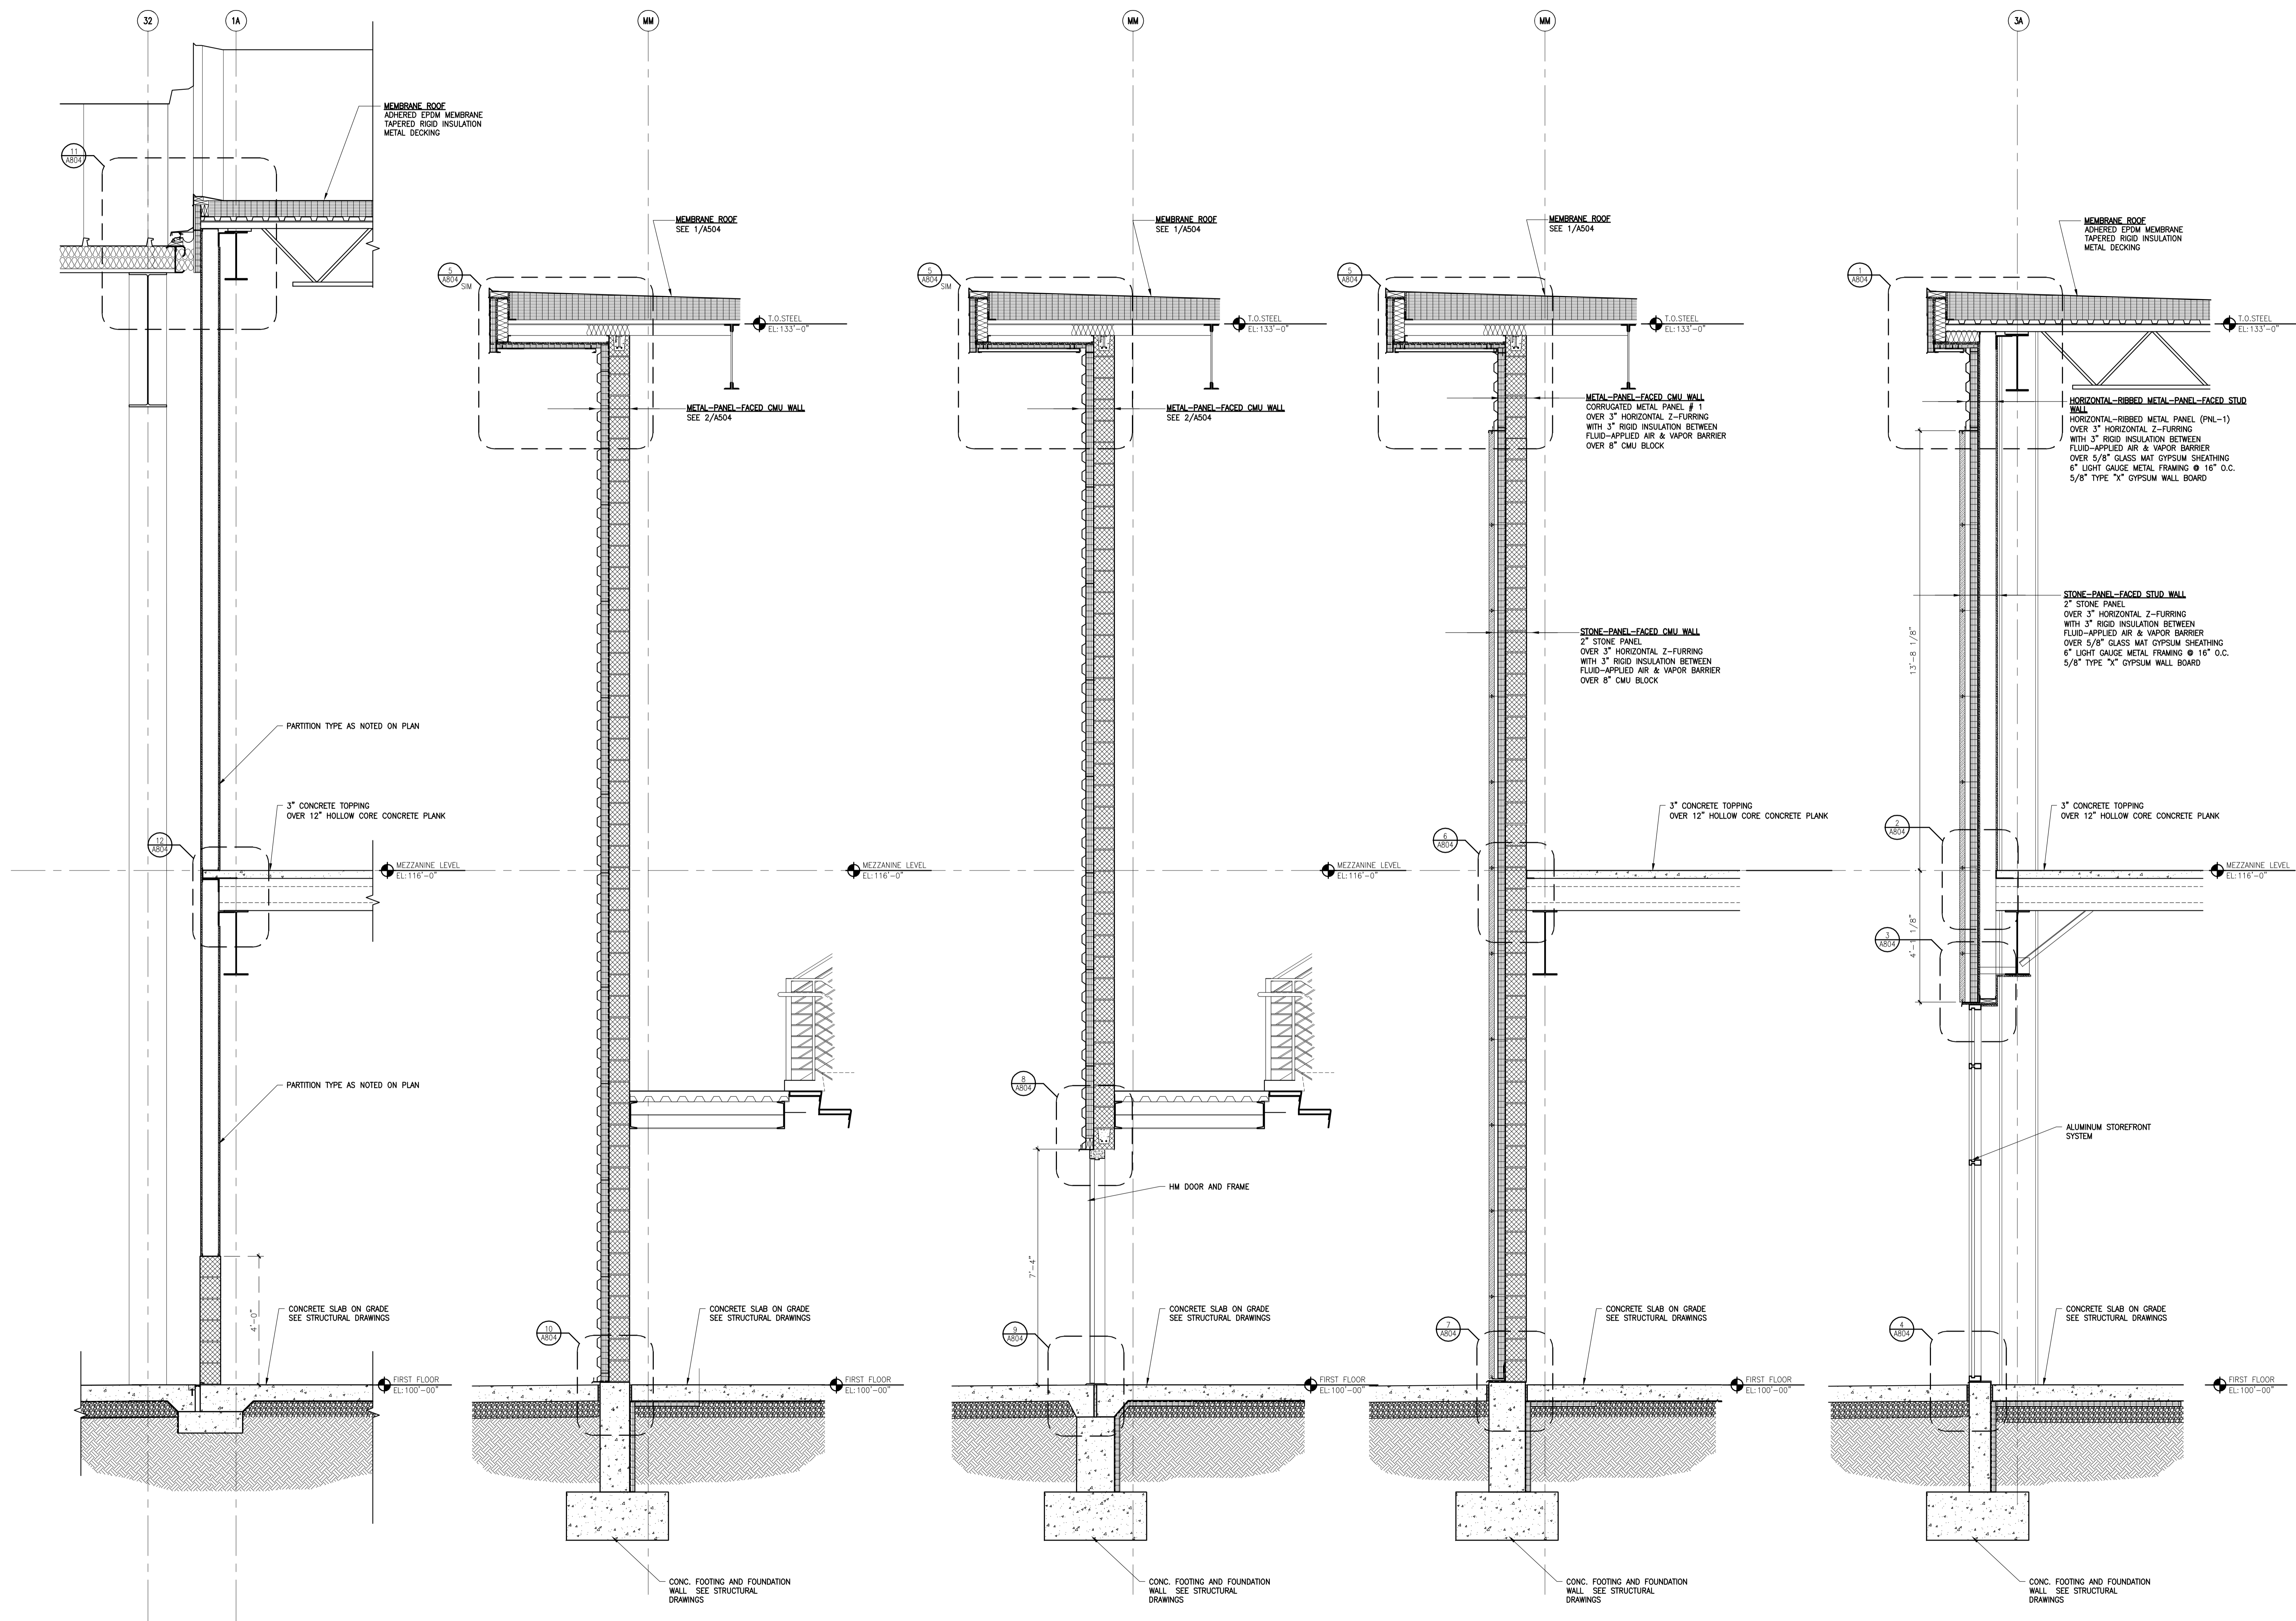 32
1A
MEMBRANE ROOF
ADHERED EPDM MEMBRANE
TAPERED RIGID INSULATION
METAL DECKING
11
A804
PARTITION TYPE AS NOTED ON PLAN
3" CONCRETE TOPPING
OVER 12" HOLLOW CORE CONCRETE PLANK
12
A804
MEZZANINE LEVEL
EL:116'-0"
PARTITION TYPE AS NOTED ON PLAN
4'-0"
CONCRETE SLAB ON GRADE
SEE STRUCTURAL DRAWINGS
FIRST FLOOR
EL:100'-00"
MM
MEMBRANE ROOF
SEE 1/A504
5
A804
SIM
T.O.STEEL
EL:133'-0"
METAL-PANEL-FACED CMU WALL
SEE 2/A504
MEZZANINE LEVEL
EL:116'-0"
10
A804
CONCRETE SLAB ON GRADE
SEE STRUCTURAL DRAWINGS
FIRST FLOOR
EL:100'-00"
CONC. FOOTING AND FOUNDATION
WALL SEE STRUCTURAL
DRAWINGS
MM
MEMBRANE ROOF
SEE 1/A504
5
A804
SIM
T.O.STEEL
EL:133'-0"
METAL-PANEL-FACED CMU WALL
SEE 2/A504
MEZZANINE LEVEL
EL:116'-0"
8
A804
HM DOOR AND FRAME
7'-4"
9
A804
CONCRETE SLAB ON GRADE
SEE STRUCTURAL DRAWINGS
FIRST FLOOR
EL:100'-00"
CONC. FOOTING AND FOUNDATION
WALL SEE STRUCTURAL
DRAWINGS
MM
MEMBRANE ROOF
SEE 1/A504
5
A804
T.O.STEEL
EL:133'-0"
METAL-PANEL-FACED CMU WALL
CORRUGATED METAL PANEL # 1
OVER 3" HORIZONTAL Z-FURRING
WITH 3" RIGID INSULATION BETWEEN
FLUID-APPLIED AIR & VAPOR BARRIER
OVER 8" CMU BLOCK
STONE-PANEL-FACED CMU WALL
2" STONE PANEL
OVER 3" HORIZONTAL Z-FURRING
WITH 3" RIGID INSULATION BETWEEN
FLUID-APPLIED AIR & VAPOR BARRIER
OVER 8" CMU BLOCK
3" CONCRETE TOPPING
OVER 12" HOLLOW CORE CONCRETE PLANK
6
A804
7
A804
CONCRETE SLAB ON GRADE
SEE STRUCTURAL DRAWINGS
FIRST FLOOR
EL:100'-00"
CONC. FOOTING AND FOUNDATION
WALL SEE STRUCTURAL
DRAWINGS
3A
MEMBRANE ROOF
ADHERED EPDM MEMBRANE
TAPERED RIGID INSULATION
METAL DECKING
1
A804
T.O.STEEL
EL:133'-0"
HORIZONTAL-RIBBED METAL-PANEL-FACED STUD
WALL
HORIZONTAL-RIBBED METAL PANEL (PNL-1)
OVER 3" HORIZONTAL Z-FURRING
WITH 3" RIGID INSULATION BETWEEN
FLUID-APPLIED AIR & VAPOR BARRIER
OVER 5/8" GLASS MAT GYPSUM SHEATHING
6" LIGHT GAUGE METAL FRAMING @ 16" O.C.
5/8" TYPE "X" GYPSUM WALL BOARD
STONE-PANEL-FACED STUD WALL
2" STONE PANEL
OVER 3" HORIZONTAL Z-FURRING
WITH 3" RIGID INSULATION BETWEEN
FLUID-APPLIED AIR & VAPOR BARRIER
OVER 5/8" GLASS MAT GYPSUM SHEATHING
6" LIGHT GAUGE METAL FRAMING @ 16" O.C.
5/8" TYPE "X" GYPSUM WALL BOARD
13'-8 1/8"
3" CONCRETE TOPPING
OVER 12" HOLLOW CORE CONCRETE PLANK
2
A804
MEZZANINE LEVEL
EL:116'-0"
3
A804
4'-1 1/8"
ALUMINUM STOREFRONT
SYSTEM
4
A804
CONCRETE SLAB ON GRADE
SEE STRUCTURAL DRAWINGS
FIRST FLOOR
EL:100'-00"
CONC. FOOTING AND FOUNDATION
WALL SEE STRUCTURAL
DRAWINGS